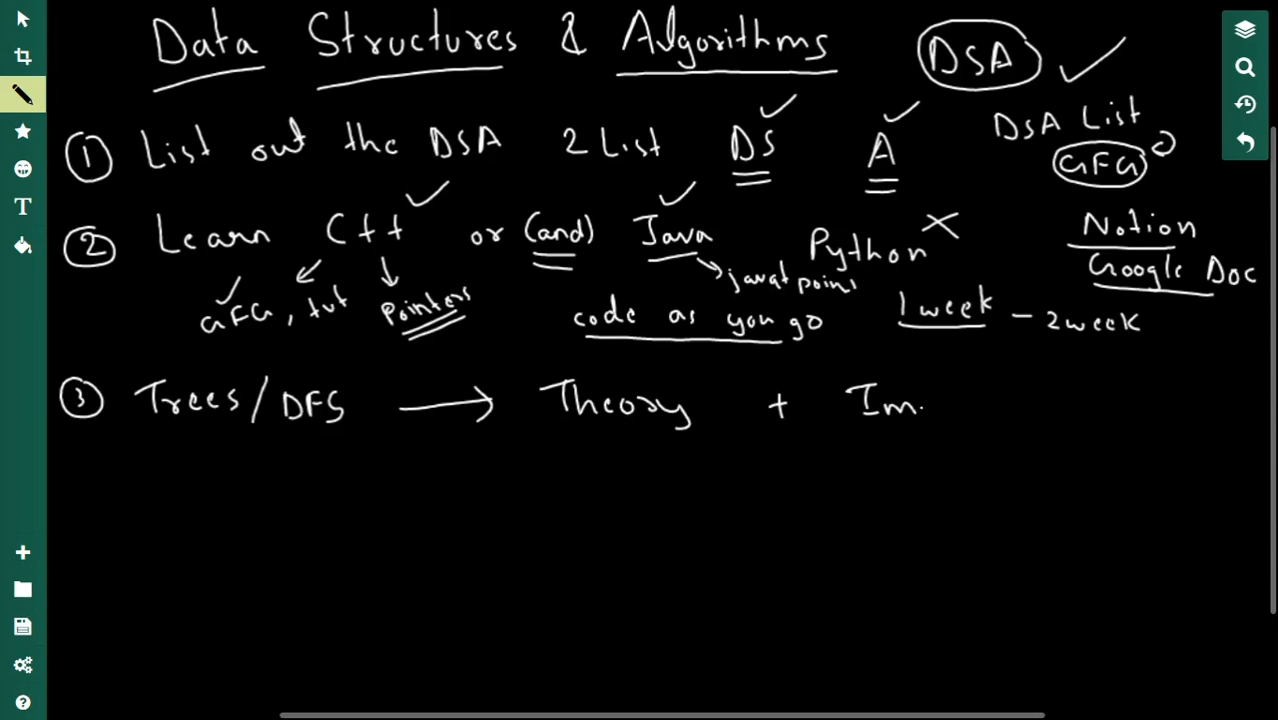 Data Structures & Algorithms DSA
DSA List
① List out the DSA 2 List DS A GFG
② Learn C++ or (and) Java Python
Notion
Google Doc
GFG, tut pointers javatpoint
code as you go 1 week - 2 week
③ Trees/DFS → Theory + Im.
T